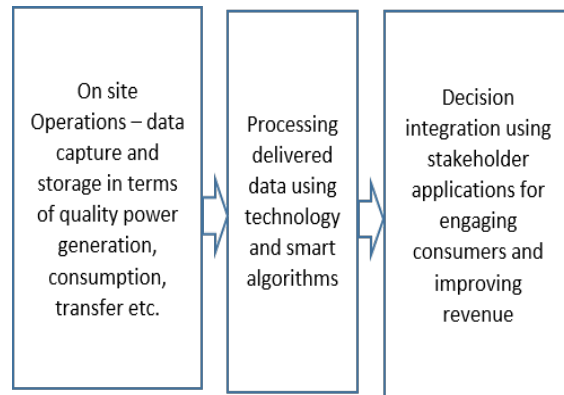 On site
Operations – data
capture and
storage in terms
of quality power
generation,
consumption,
transfer etc.
Processing
delivered
data using
technology
and smart
algorithms
Decision
integration using
stakeholder
applications for
engaging
consumers and
improving
revenue